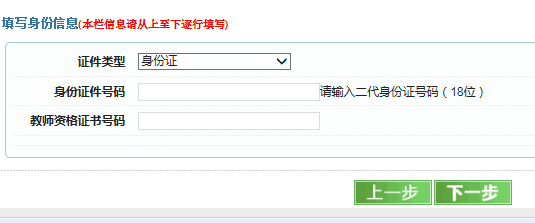 填写身份信息(本栏信息请从上至下逐行填写)
证件类型 身份证
身份证件号码 请输入二代身份证号码（18位）
教师资格证书号码
上一步 下一步